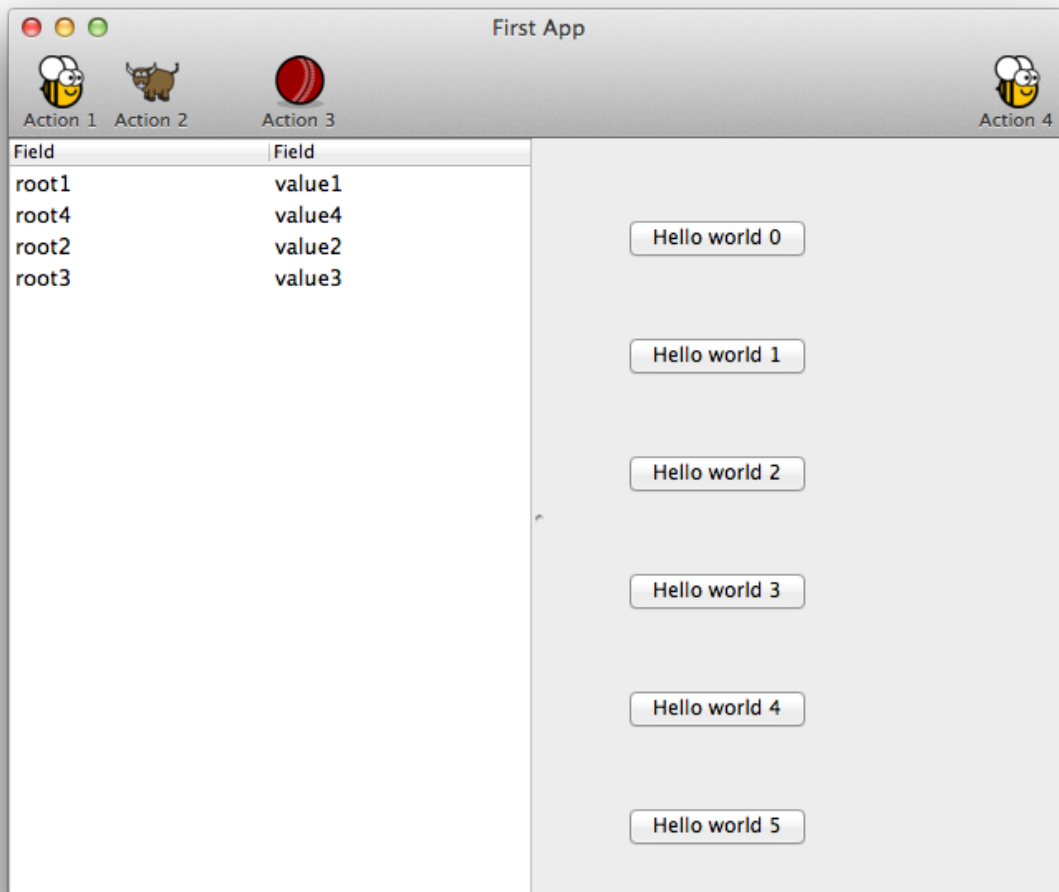 First App
Action 1 Action 2 Action 3 Action 4
Field Field
root1 value1
root4 value4
root2 value2
root3 value3
Hello world 0
Hello world 1
Hello world 2
Hello world 3
Hello world 4
Hello world 5